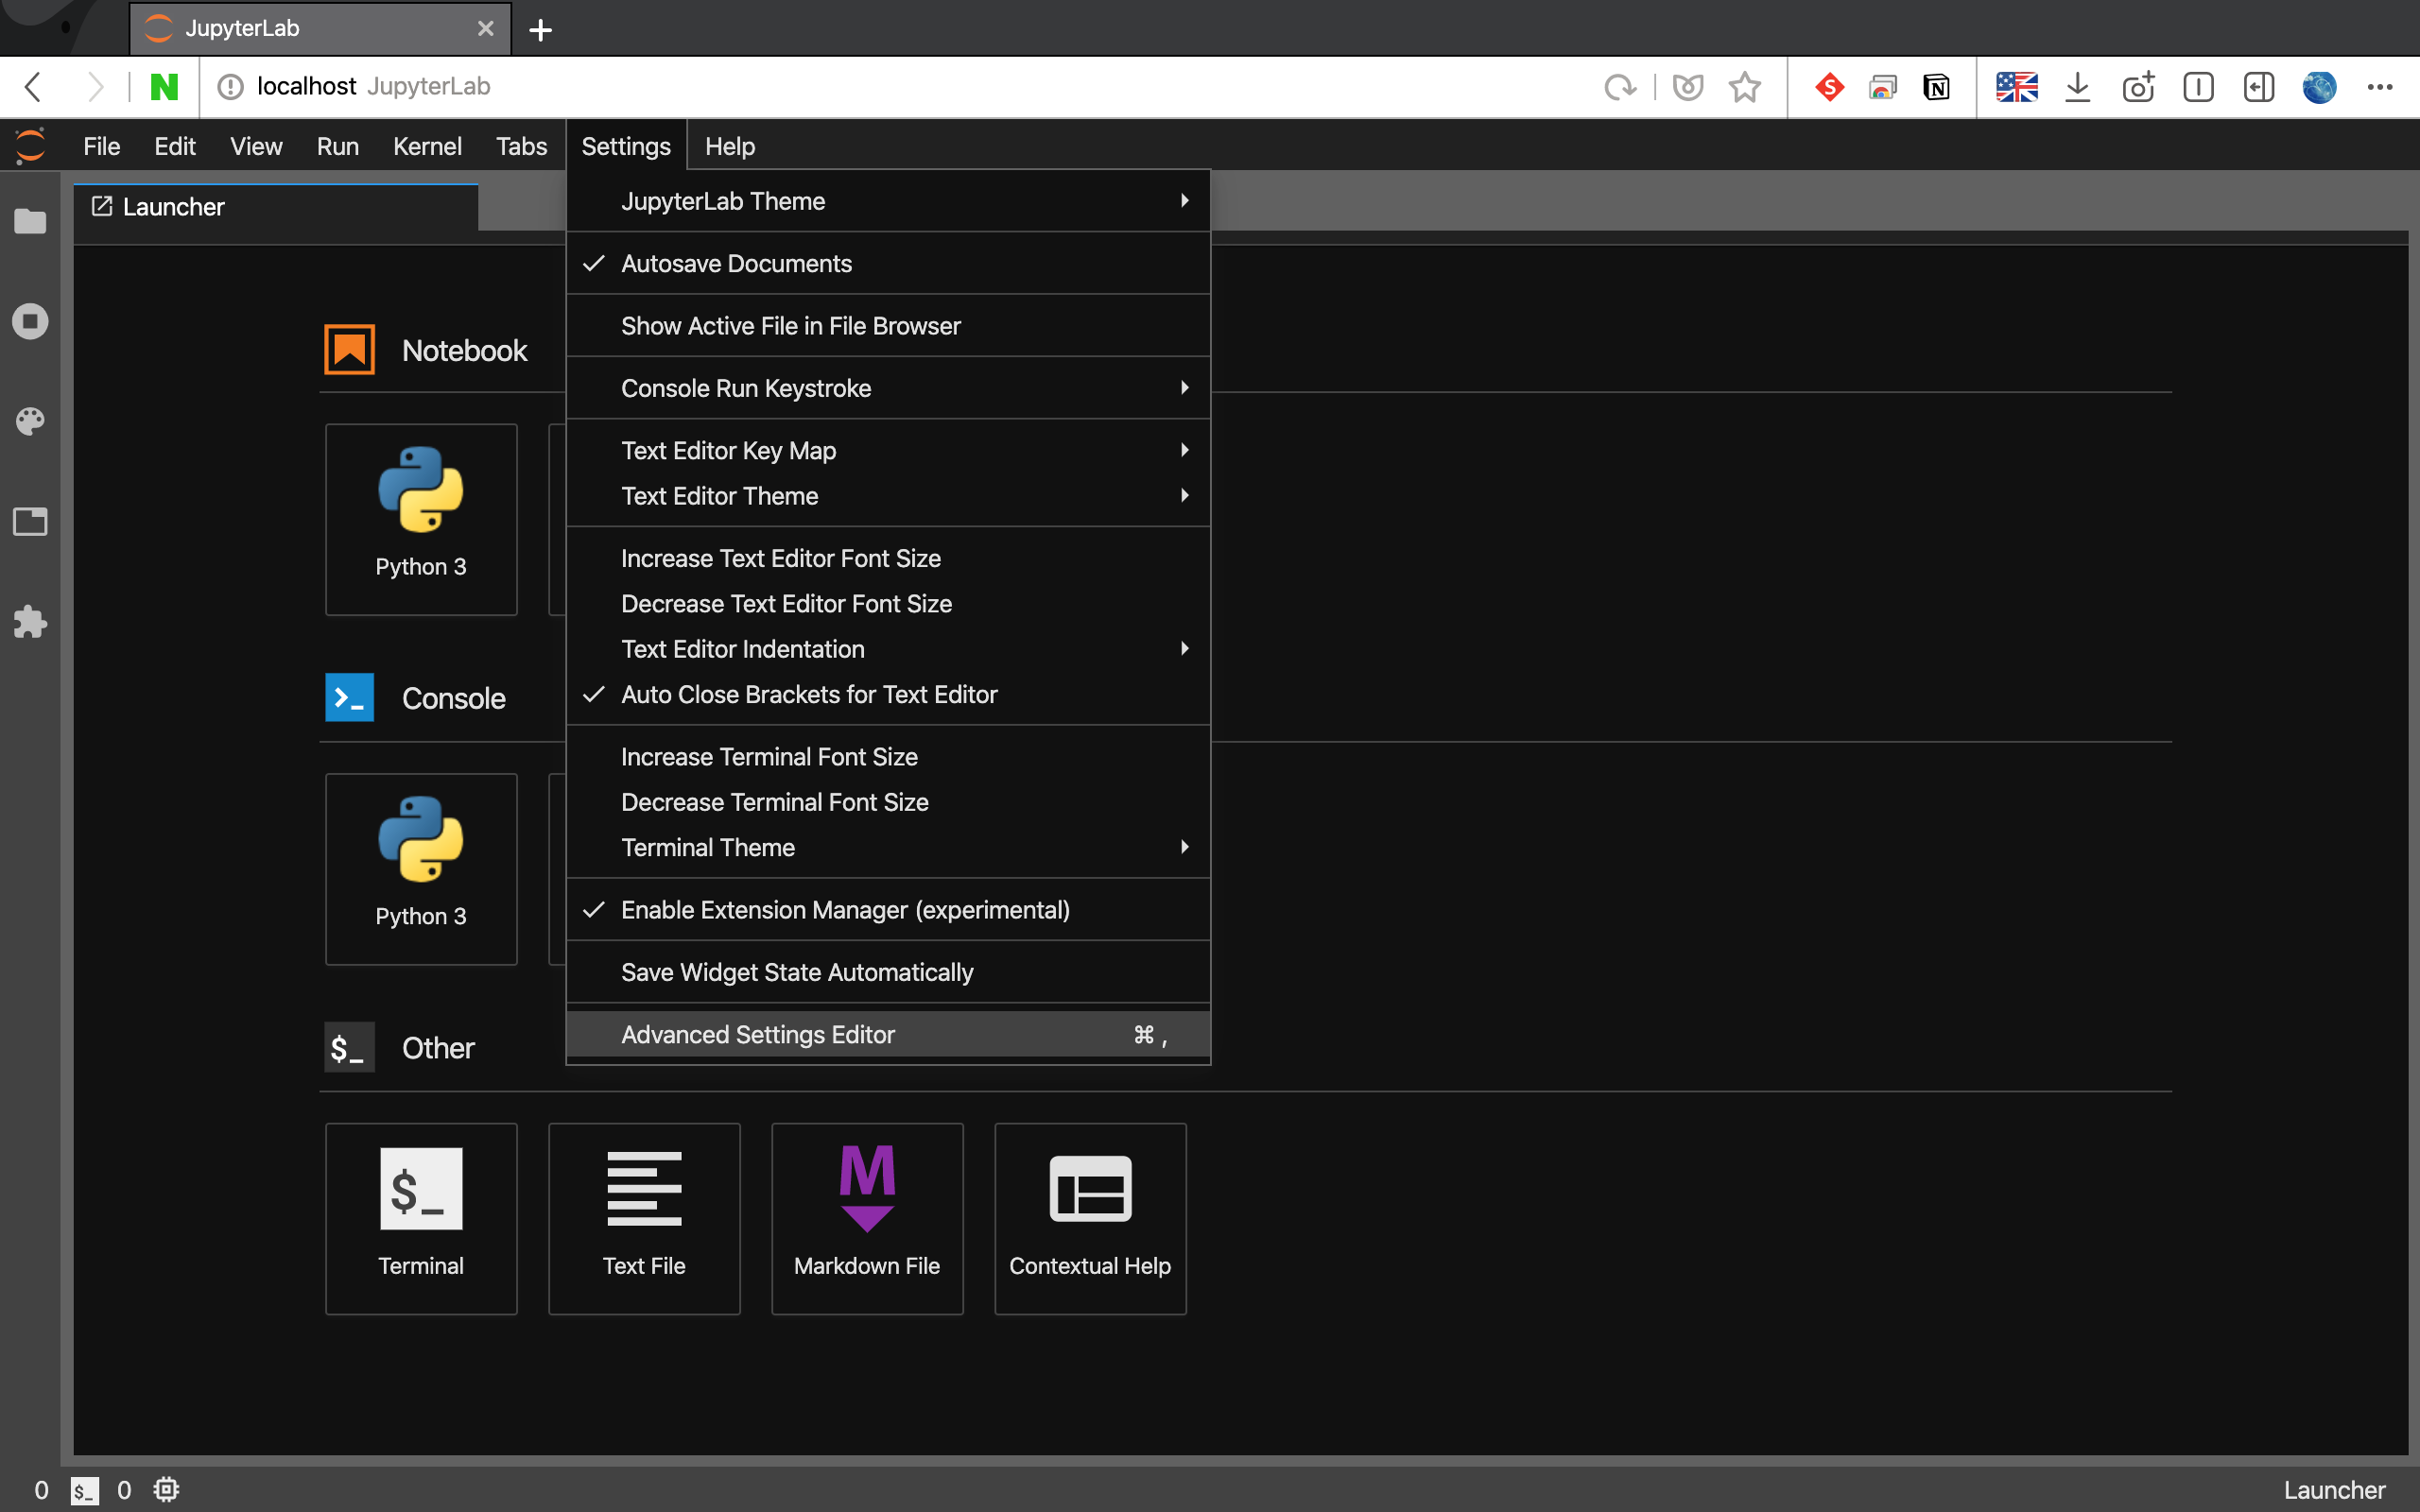 JupyterLab
N
localhost JupyterLab
S
N
File Edit View Run Kernel Tabs Settings Help
Launcher
JupyterLab Theme
Autosave Documents
Show Active File in File Browser
Notebook
Console Run Keystroke
Text Editor Key Map
Text Editor Theme
Python 3
Increase Text Editor Font Size
Decrease Text Editor Font Size
Text Editor Indentation
Auto Close Brackets for Text Editor
Console
Increase Terminal Font Size
Decrease Terminal Font Size
Terminal Theme
Python 3
Enable Extension Manager (experimental)
Save Widget State Automatically
Advanced Settings Editor ⌘ ,
$_ Other
$_
M
Terminal Text File Markdown File Contextual Help
0 $_ 0 Launcher